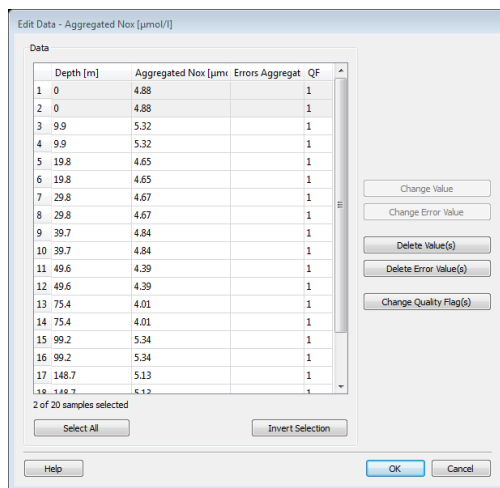 Edit Data - Aggregated Nox [µmol/l]
Data
Depth [m] Aggregated Nox [µmc Errors Aggregat QF
1 0 4.88 1
2 0 4.88 1
3 9.9 5.32 1
4 9.9 5.32 1
5 19.8 4.65 1
6 19.8 4.65 1
7 29.8 4.67 1
8 29.8 4.67 1
9 39.7 4.84 1
10 39.7 4.84 1
11 49.6 4.39 1
12 49.6 4.39 1
13 75.4 4.01 1
14 75.4 4.01 1
15 99.2 5.34 1
16 99.2 5.34 1
17 148.7 5.13 1
18 148.7 5.13 1
2 of 20 samples selected
Select All Invert Selection
Change Value
Change Error Value
Delete Value(s)
Delete Error Value(s)
Change Quality Flag(s)
Help OK Cancel